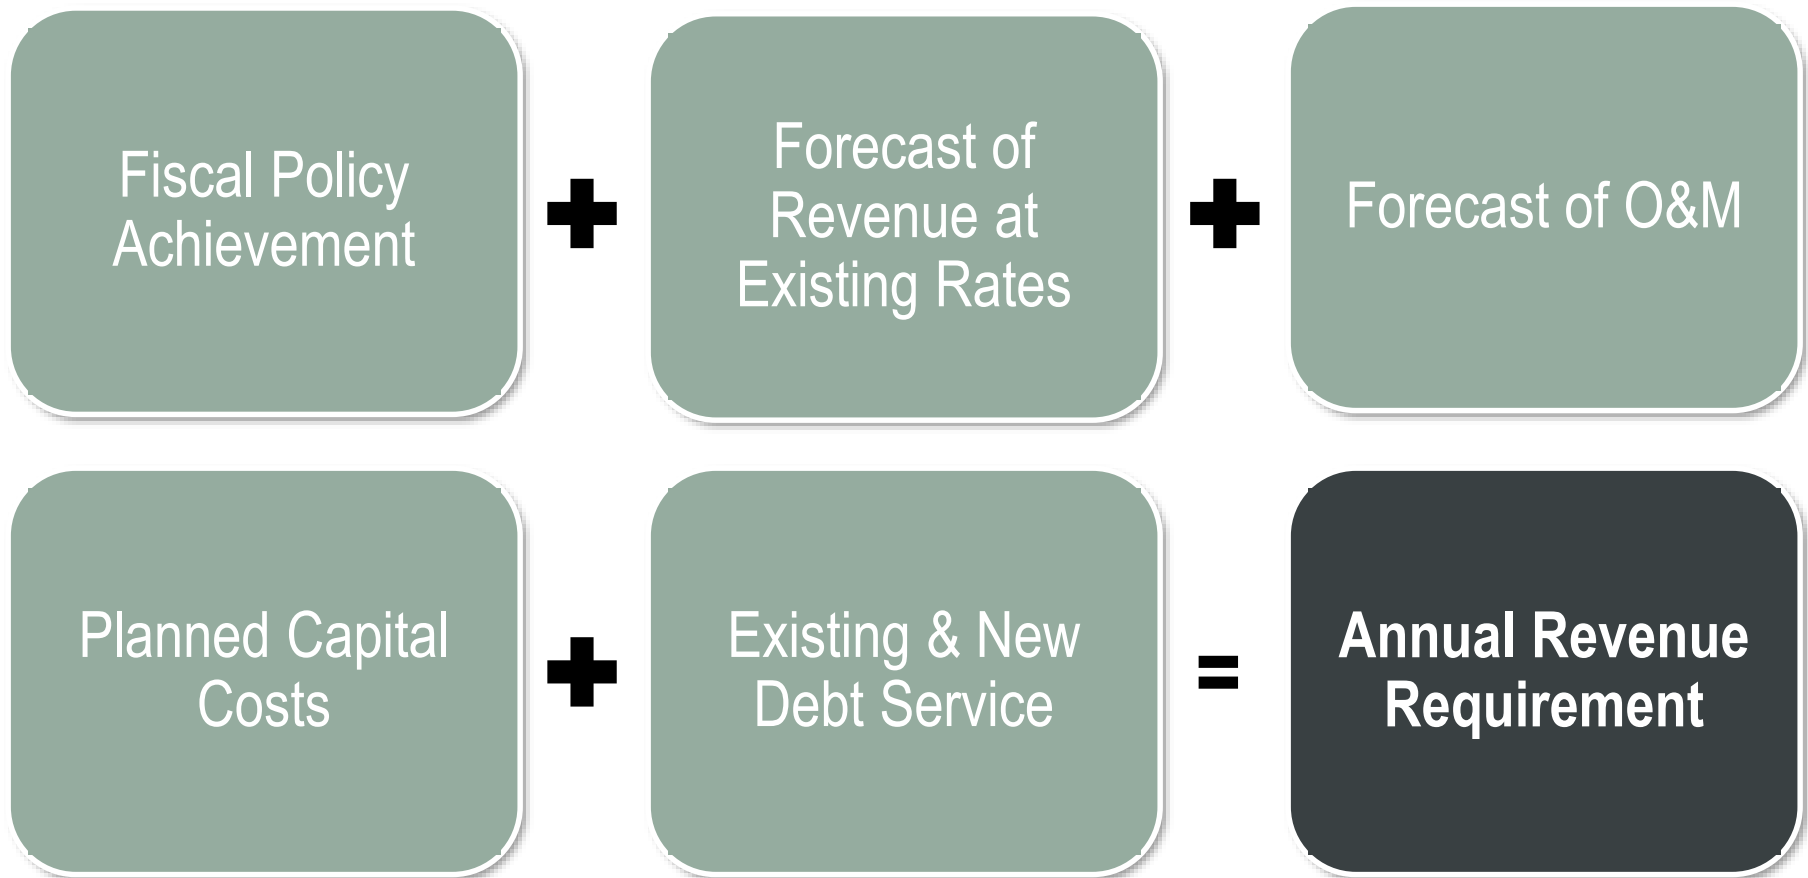 Fiscal Policy
Achievement
+
Forecast of
Revenue at
Existing Rates
+
Forecast of O&M
Planned Capital
Costs
+
Existing & New
Debt Service
=
Annual Revenue
Requirement